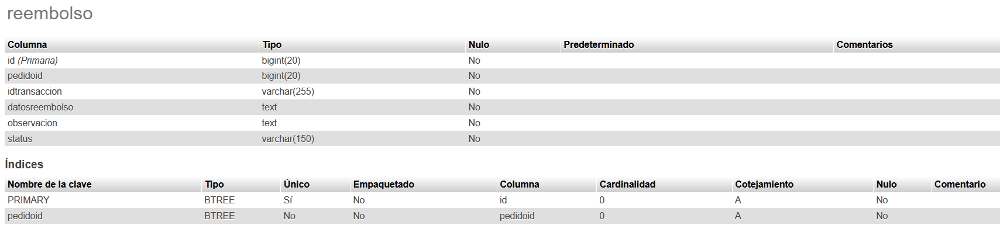 reembolso
Columna Tipo Nulo Predeterminado Comentarios
id (Primaria) bigint(20) No
pedidoid bigint(20) No
idtransaccion varchar(255) No
datosreembolso text No
observacion text No
status varchar(150) No
Índices
Nombre de la clave Tipo Único Empaquetado Columna Cardinalidad Cotejamiento Nulo Comentario
PRIMARY BTREE Sí No id 0 A No
pedidoid BTREE No No pedidoid 0 A No